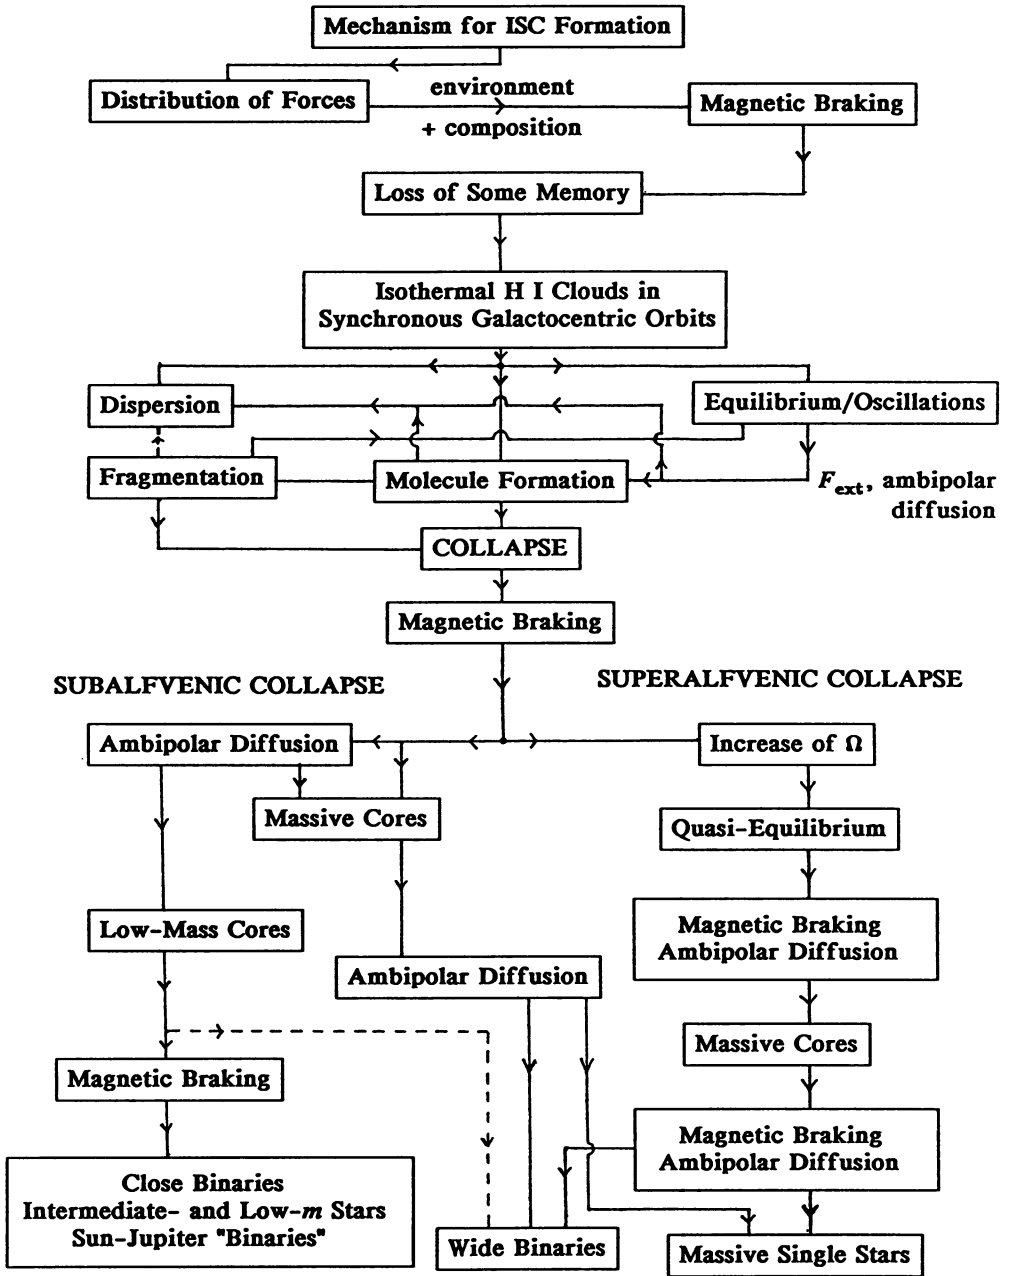 Mechanism for ISC Formation
Distribution of Forces
environment
+ composition
Magnetic Braking
Loss of Some Memory
Isothermal H I Clouds in
Synchronous Galactocentric Orbits
Dispersion
Equilibrium/Oscillations
Fragmentation
Molecule Formation
F_ext, ambipolar
diffusion
COLLAPSE
Magnetic Braking
SUBALFVENIC COLLAPSE
SUPERALFVENIC COLLAPSE
Ambipolar Diffusion
Increase of Ω
Massive Cores
Quasi-Equilibrium
Low-Mass Cores
Magnetic Braking
Ambipolar Diffusion
Ambipolar Diffusion
Massive Cores
Magnetic Braking
Magnetic Braking
Ambipolar Diffusion
Close Binaries
Intermediate- and Low-m Stars
Sun-Jupiter "Binaries"
Wide Binaries
Massive Single Stars